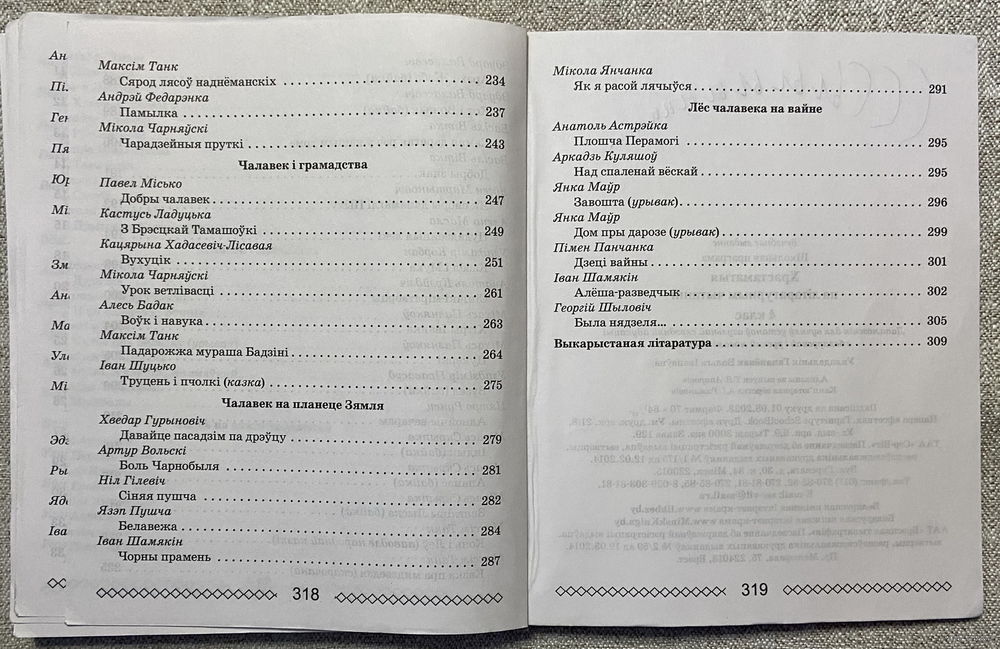 Максім Танк
Сярод лясоў наднёманскіх 234
Андрэй Федарэнка
Памылка 237
Мікола Чарняўскі
Чарадзейныя пруткі 243
Чалавек і грамадства
Павел Місько
Добры чалавек 247
Кастусь Ладуцька
З Брэсцкай Тамашоўкі 249
Кацярына Хадасевіч-Лісавая
Вухуцік 251
Мікола Чарняўскі
Урок ветлівасці 261
Алесь Бадак
Воўк і навука 263
Максім Танк
Падарожжа мураша Бадзіні 264
Іван Шуцько
Труцень і пчолкі (казка) 275
Чалавек на планеце Зямля
Хведар Гурыновіч
Давайце пасадзім па дрэўцу 279
Артур Вольскі
Боль Чарнобыля 281
Ніл Гілевіч
Сіняя пушча 282
Язэп Пушча
Белавежа 284
Іван Шамякін
Чорны прамень 287
318
Мікола Янчанка
Як я расой лячыўся 291
Лёс чалавека на вайне
Анатоль Астрэйка
Плошча Перамогі 295
Аркадзь Куляшоў
Над спаленай вёскай 295
Янка Маўр
Завошта (урывак) 296
Янка Маўр
Дом пры дарозе (урывак) 299
Пімен Панчанка
Дзеці вайны 301
Іван Шамякін
Алёша-разведчык 302
Георгій Шыловіч
Была нядзеля... 305
Выкарыстаная літаратура 309
319